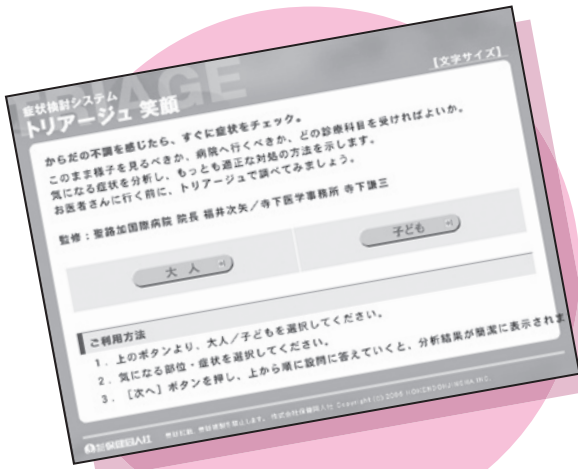 TRIAGE
【文字サイズ】
症状検討システム
トリアージュ 笑顔
からだの不調を感じたら、すぐに症状をチェック。
このまま様子を見るべきか、病院へ行くべきか、どの診療科目を受ければよいか。
気になる症状を分析し、もっとも適正な対処の方法を示します。
お医者さんに行く前に、トリアージュで調べてみましょう。
監修：聖路加国際病院 院長 福井次矢／寺下医学事務所 寺下謙三
大 人
子ども
ご利用方法
1．上のボタンより、大人／子どもを選択してください。
2．気になる部位・症状を選択してください。
3．［次へ］ボタンを押し、上から順に設問に答えていくと、分析結果が簡潔に表示されま